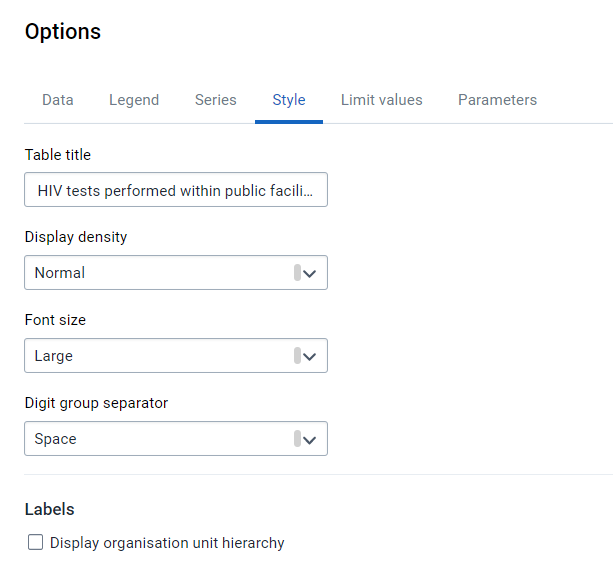 Options
Data Legend Series Style Limit values Parameters
Table title
HIV tests performed within public facili...
Display density
Normal
Font size
Large
Digit group separator
Space
Labels
Display organisation unit hierarchy